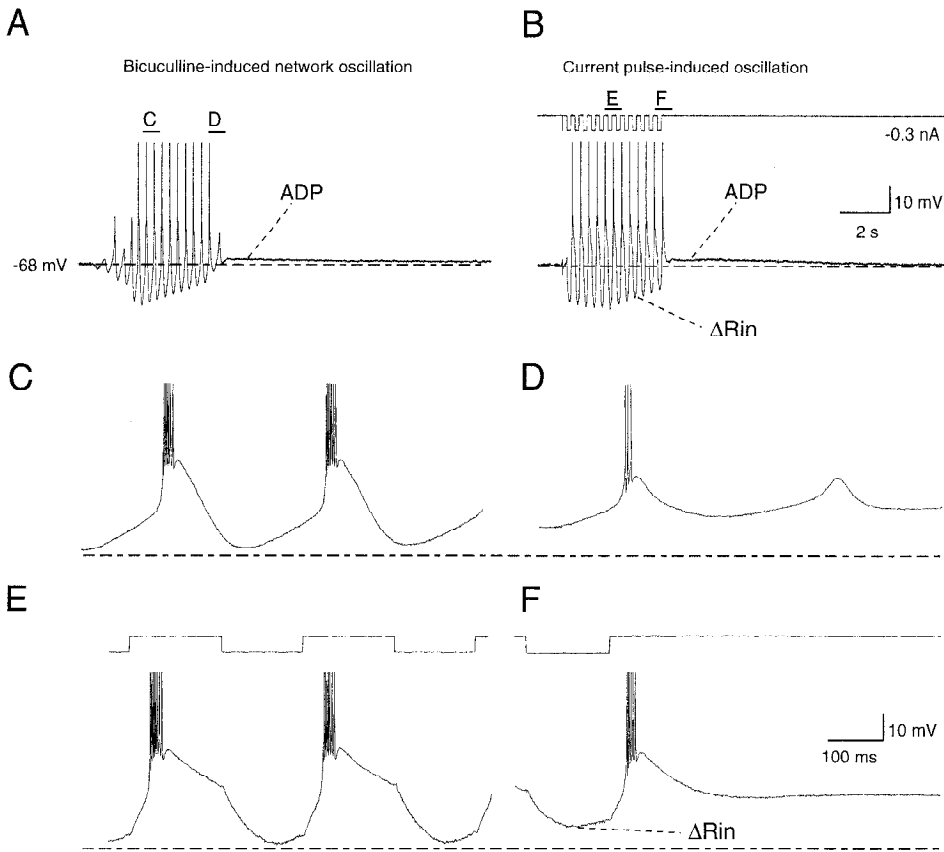 A
B
Bicuculline-induced network oscillation
Current pulse-induced oscillation
C
D
E
F
-0.3 nA
ADP
ADP
10 mV
2 s
-68 mV
ΔRin
C
D
E
F
10 mV
100 ms
ΔRin